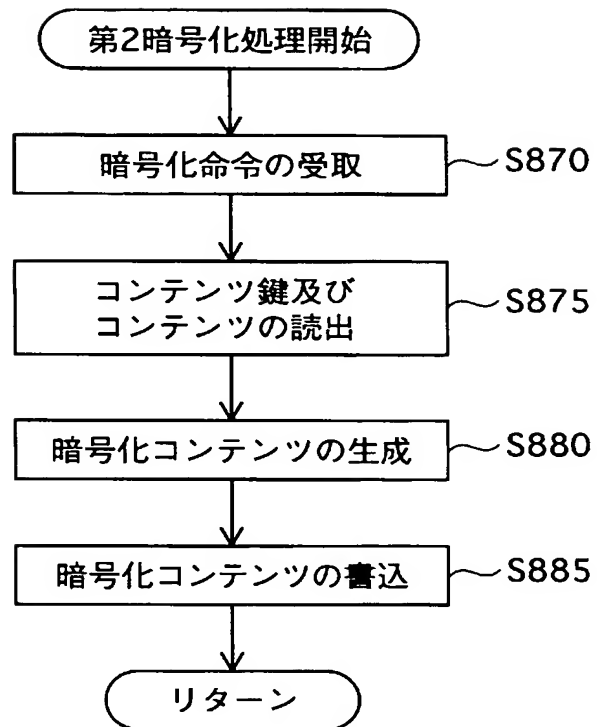 第2暗号化処理開始
暗号化命令の受取
S870
コンテンツ鍵及び
コンテンツの読出
S875
暗号化コンテンツの生成
S880
暗号化コンテンツの書込
S885
リターン